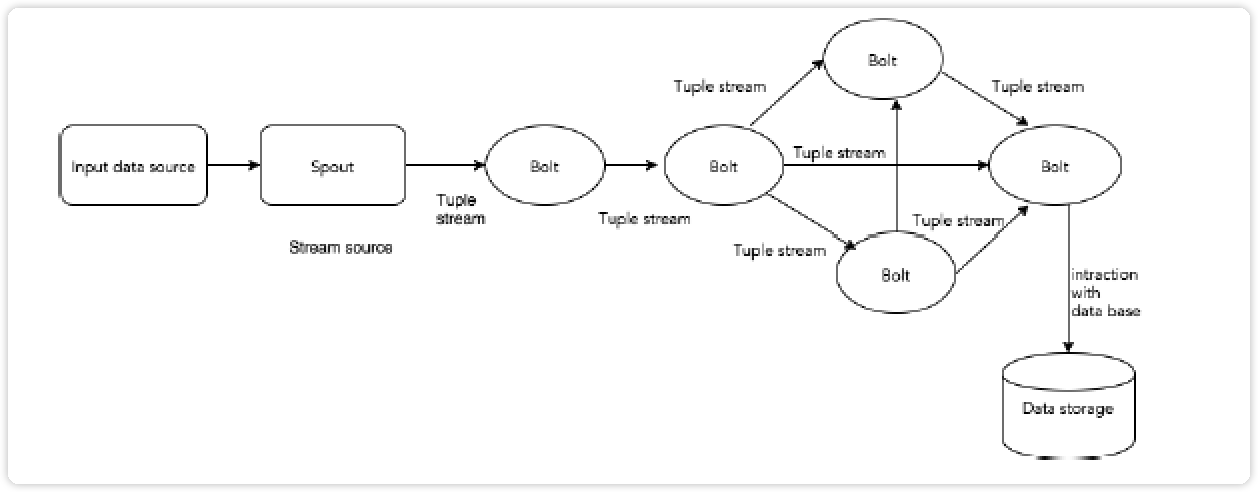 Bolt
Tuple stream
Tuple stream
Input data source
Spout
Bolt
Bolt
Tuple stream
Bolt
Tuple
stream
Tuple stream
Tuple stream
Stream source
Tuple stream
Bolt
intraction
with
data base
Data storage